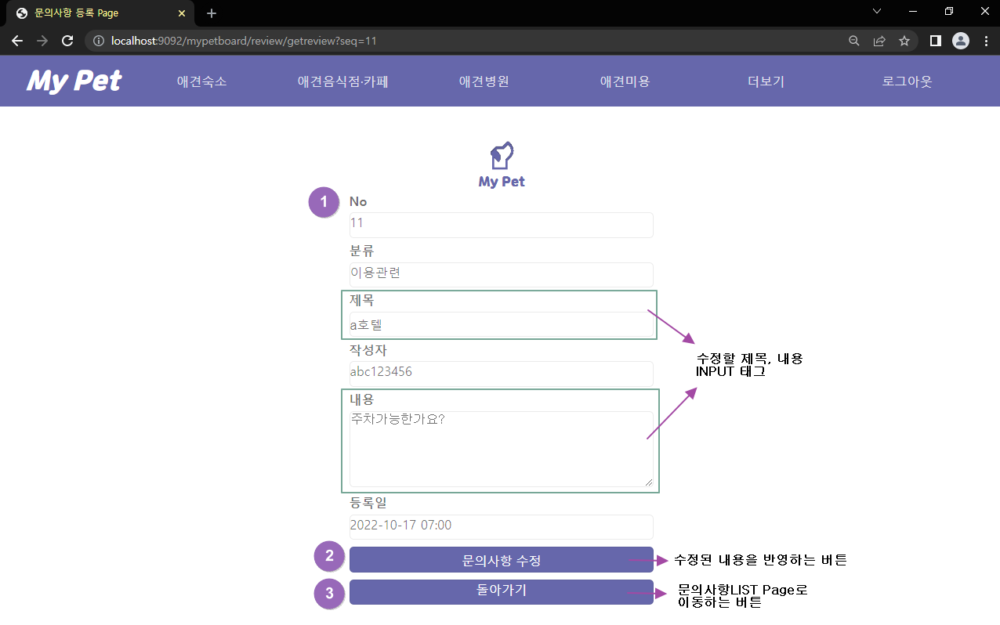 문의사항 등록 Page
localhost:9092/mypetboard/review/getreview?seq=11
My Pet 애견숙소 애견음식점·카페 애견병원 애견미용 더보기 로그아웃
My Pet
1 No
11
분류
이용관련
제목
a호텔
작성자
abc123456
수정할 제목, 내용
INPUT 태그
내용
주차가능한가요?
등록일
2022-10-17 07:00
2 문의사항 수정 수정된 내용을 반영하는 버튼
3 돌아가기 문의사항LIST Page로
이동하는 버튼